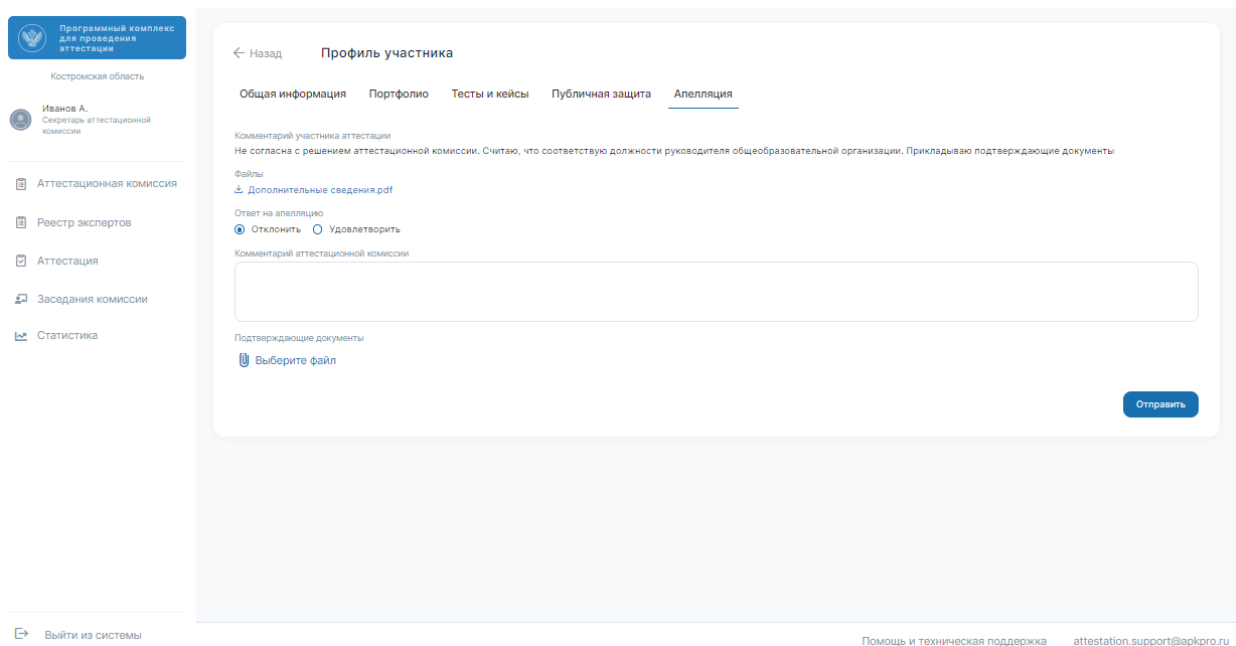 Программный комплекс
для проведения
аттестации
Костромская область
Иванов А.
Секретарь аттестационной
комиссии
Аттестационная комиссия
Реестр экспертов
Аттестация
Заседания комиссии
Статистика
Выйти из системы
Назад Профиль участника
Общая информация Портфолио Тесты и кейсы Публичная защита Апелляция
Комментарий участника аттестации
Не согласна с решением аттестационной комиссии. Считаю, что соответствую должности руководителя общеобразовательной организации. Прикладываю подтверждающие документы
Файлы
Дополнительные сведения.pdf
Ответ на апелляцию
Отклонить Удовлетворить
Комментарий аттестационной комиссии
Подтверждающие документы
Выберите файл
Отправить
Помощь и техническая поддержка attestation.support@apkpro.ru